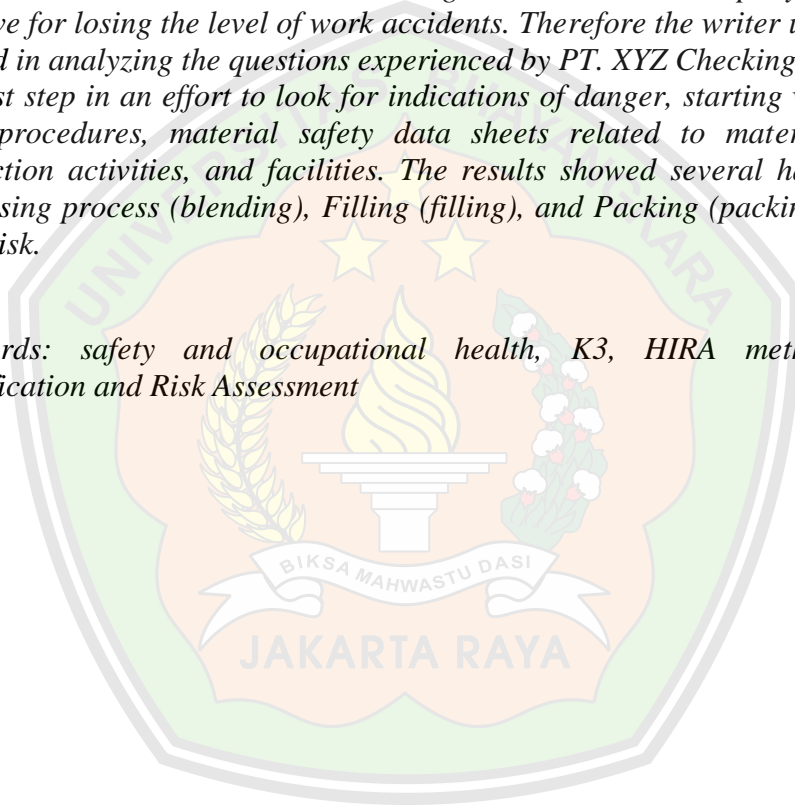 ve for losing the level of work accidents. Therefore the writer u
d in analyzing the questions experienced by PT. XYZ Checking
st step in an effort to look for indications of danger, starting
procedures, material safety data sheets related to mater
ction activities, and facilities. The results showed several ha
sing process (blending), Filling (filling), and Packing (packin
isk.
rds: safety and occupational health, K3, HIRA meth
fication and Risk Assessment
UNIVERSITAS BHAYANGKARA
BIKSA MAHWASTU DASI
JAKARTA RAYA